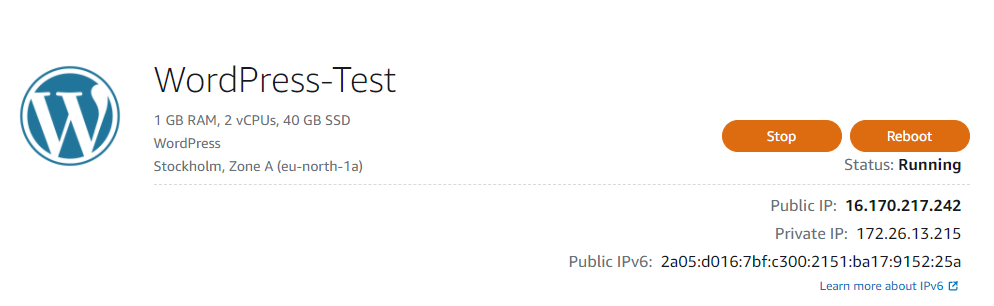 WordPress-Test
1 GB RAM, 2 vCPUs, 40 GB SSD
WordPress
Stockholm, Zone A (eu-north-1a)
Stop
Reboot
Status: Running
Public IP: 16.170.217.242
Private IP: 172.26.13.215
Public IPv6: 2a05:d016:7bf:c300:2151:ba17:9152:25a
Learn more about IPv6